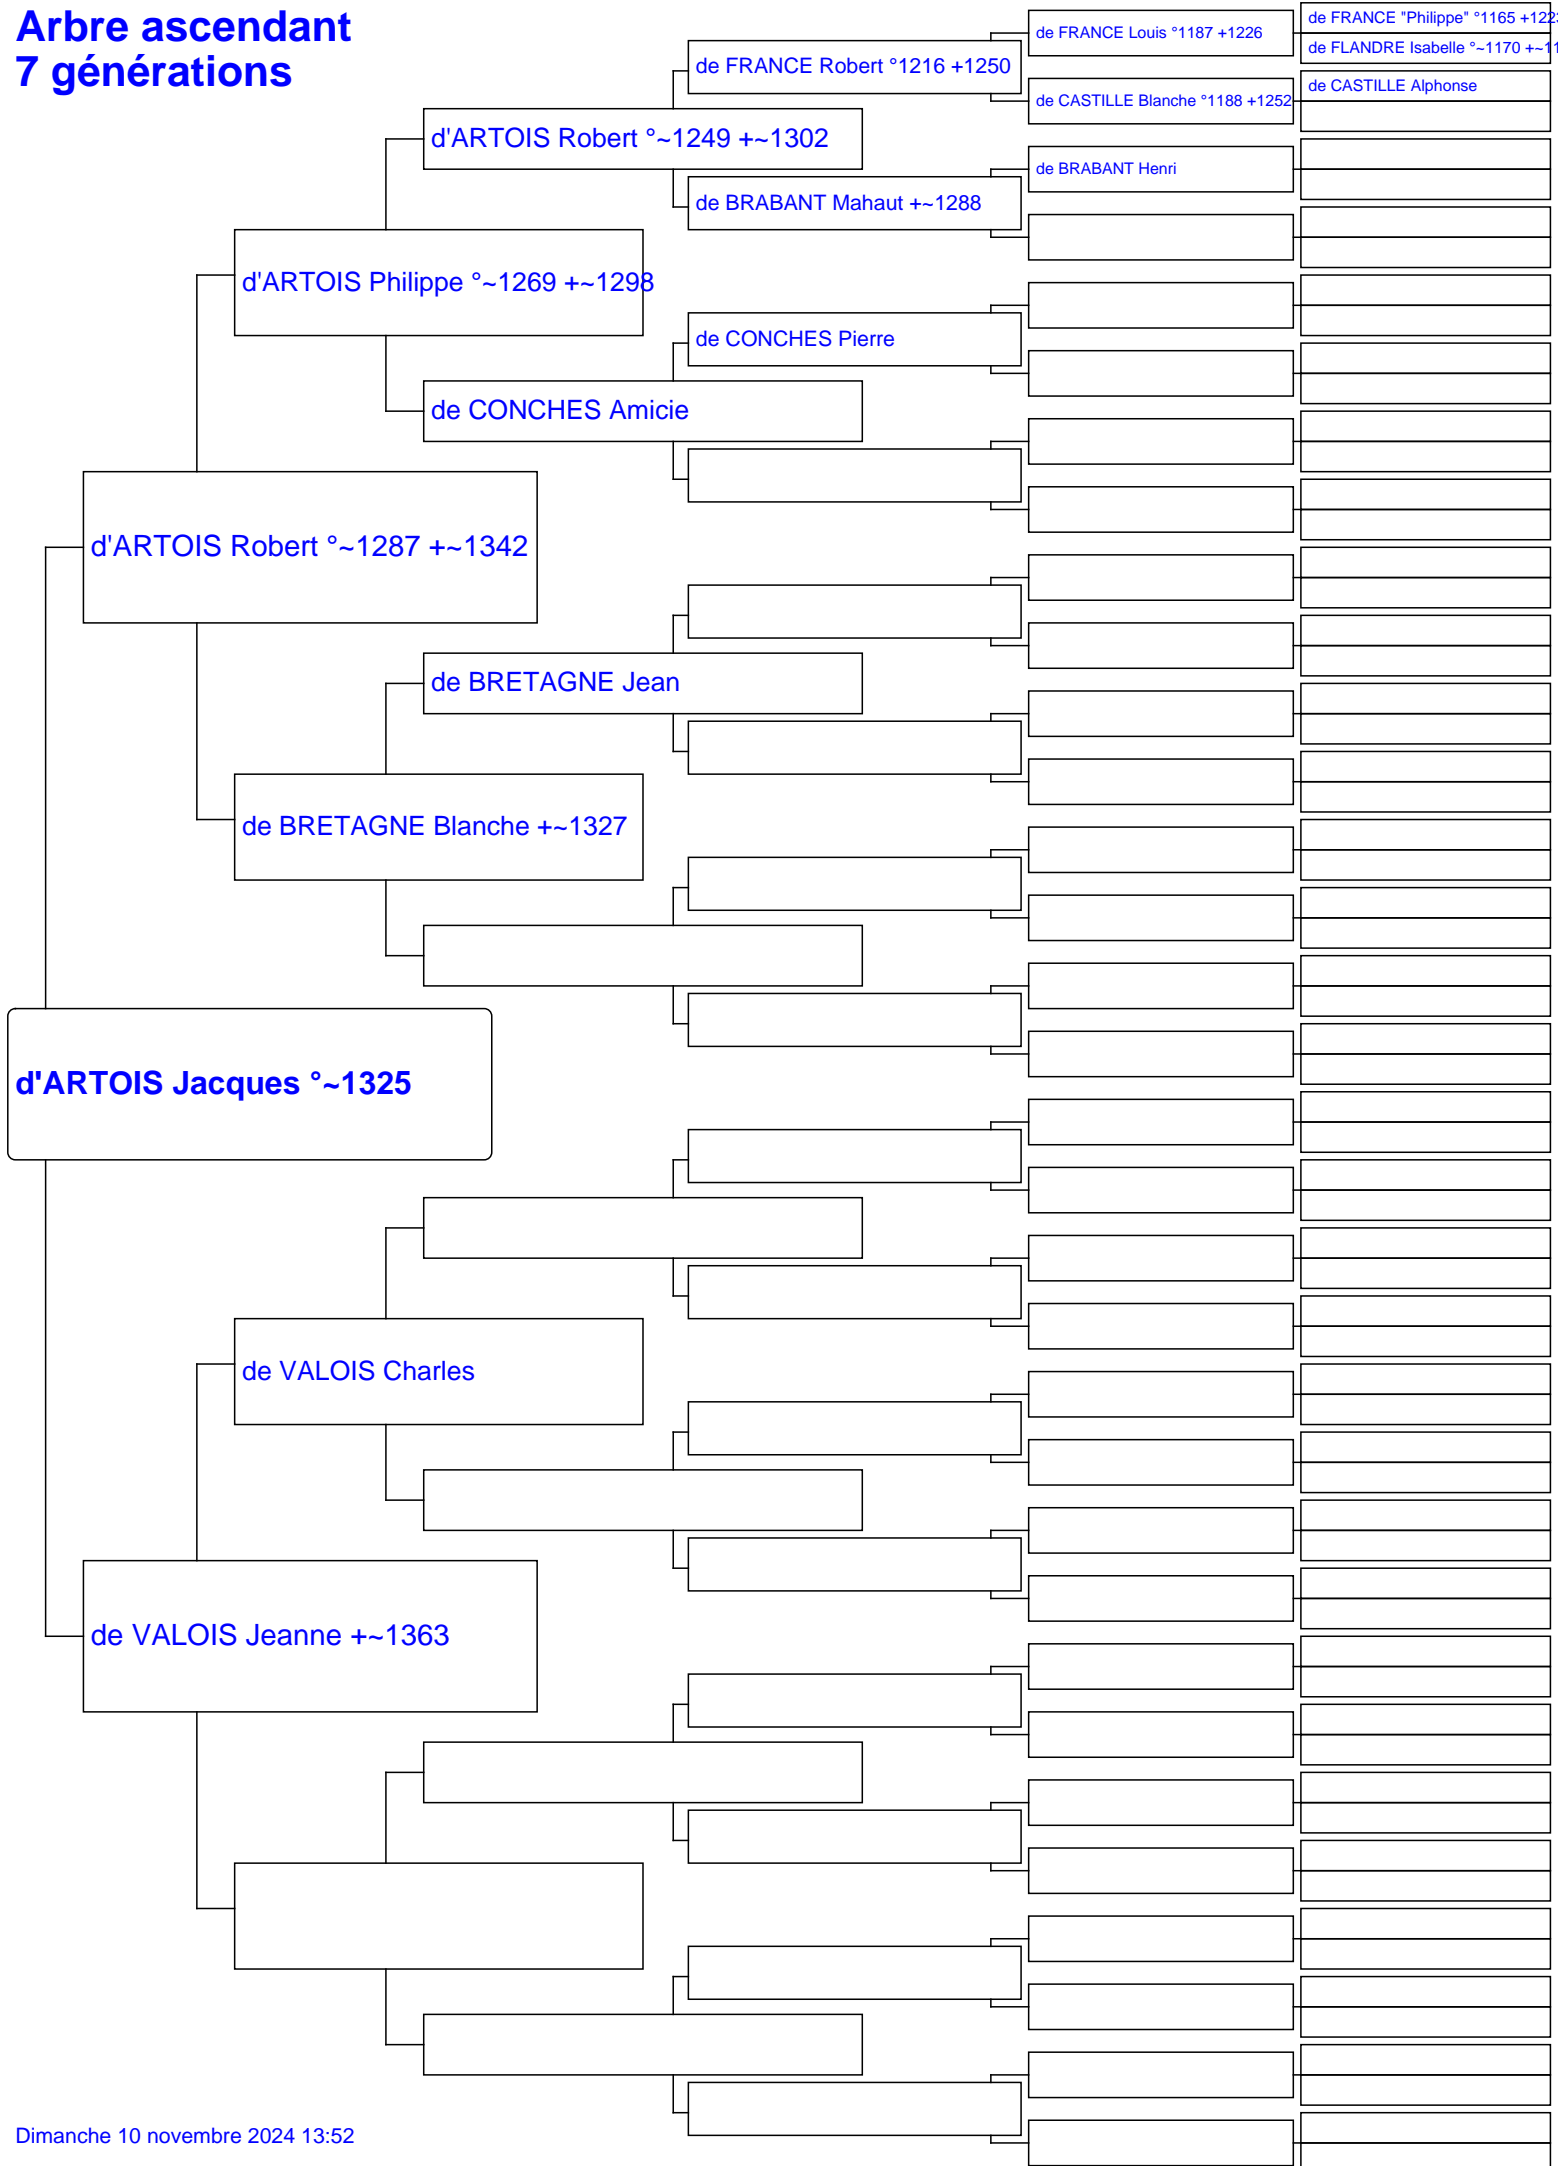 Arbre ascendant
7 générations
de FRANCE "Philippe" °1165 +1223
de FRANCE Louis °1187 +1226
de FLANDRE Isabelle °~1170 +~1
de FRANCE Robert °1216 +1250
de CASTILLE Alphonse
de CASTILLE Blanche °1188 +1252
d'ARTOIS Robert °~1249 +~1302
de BRABANT Henri
de BRABANT Mahaut +~1288
d'ARTOIS Philippe °~1269 +~1298
de CONCHES Pierre
de CONCHES Amicie
d'ARTOIS Robert °~1287 +~1342
de BRETAGNE Jean
de BRETAGNE Blanche +~1327
d'ARTOIS Jacques °~1325
de VALOIS Charles
de VALOIS Jeanne +~1363
Dimanche 10 novembre 2024 13:52